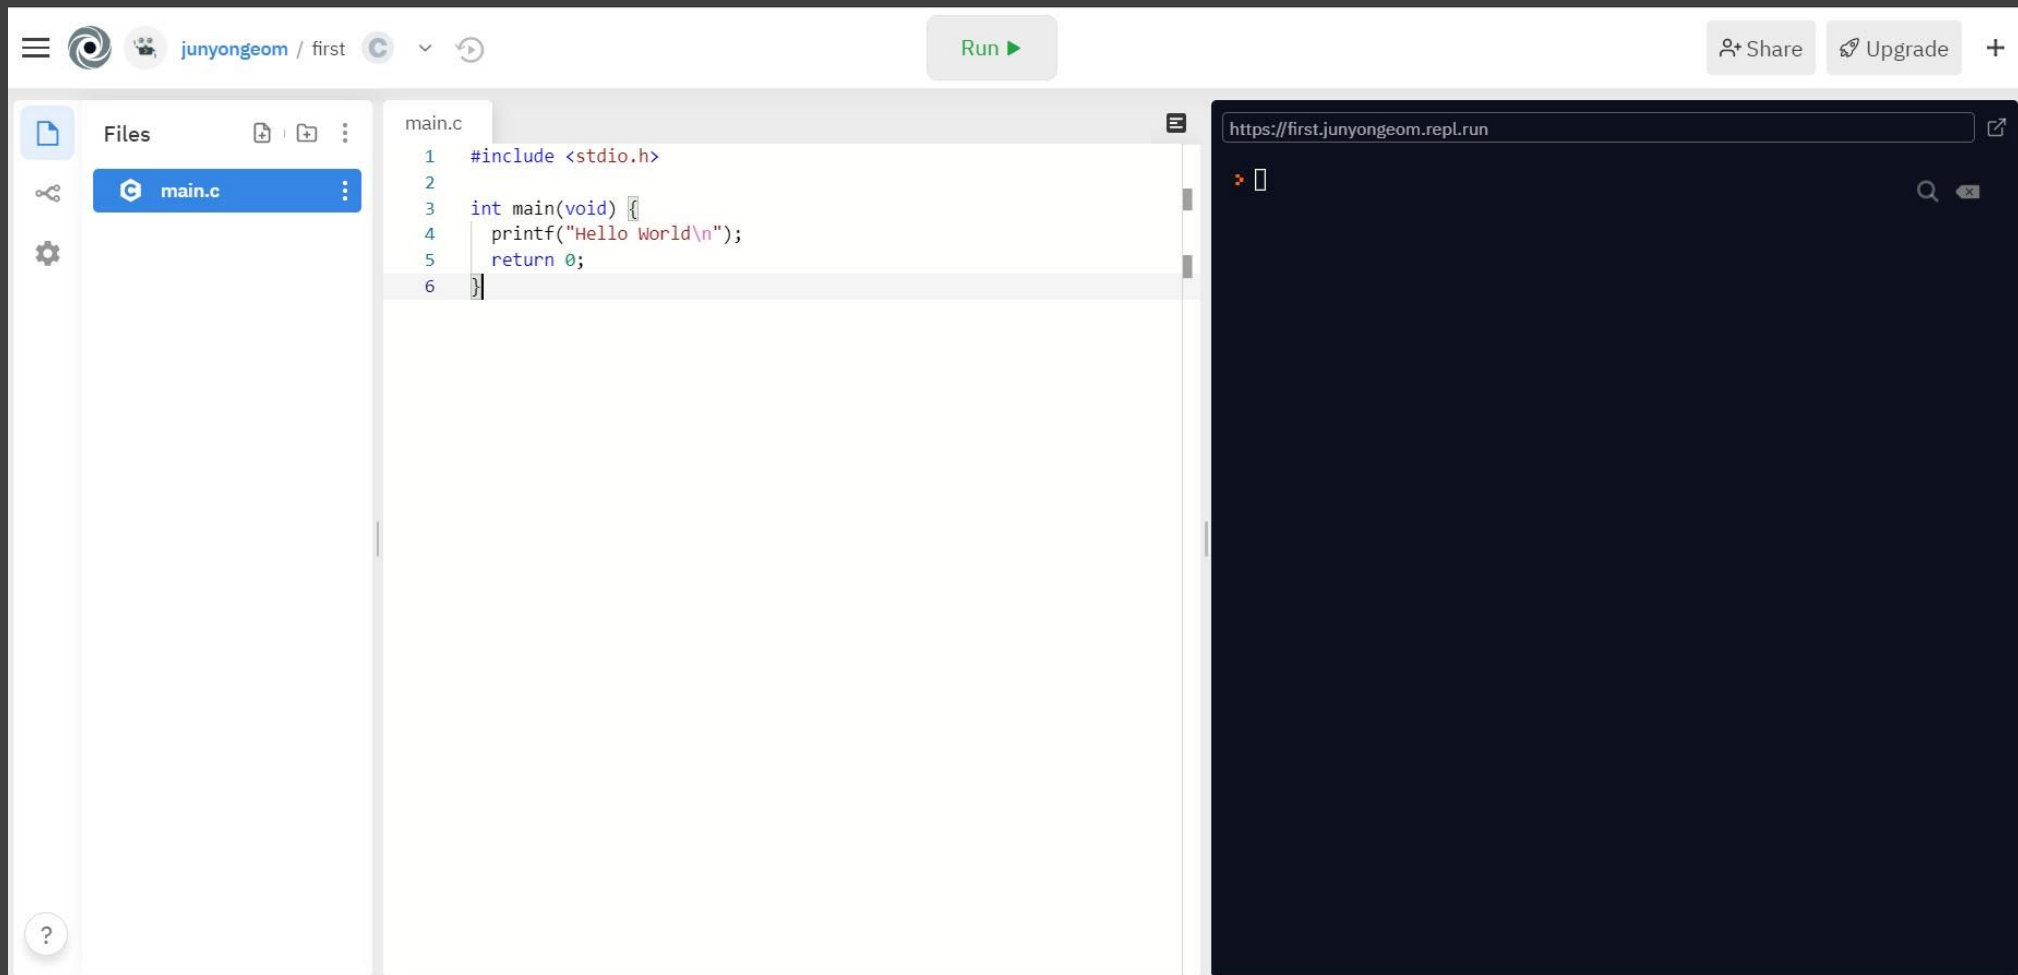 junyongeom / first C
Run
Share
Upgrade
Files
main.c
main.c
1 #include <stdio.h>
2
3 int main(void) {
4 printf("Hello World\n");
5 return 0;
6 }
https://first.junyongeom.repl.run
>
?